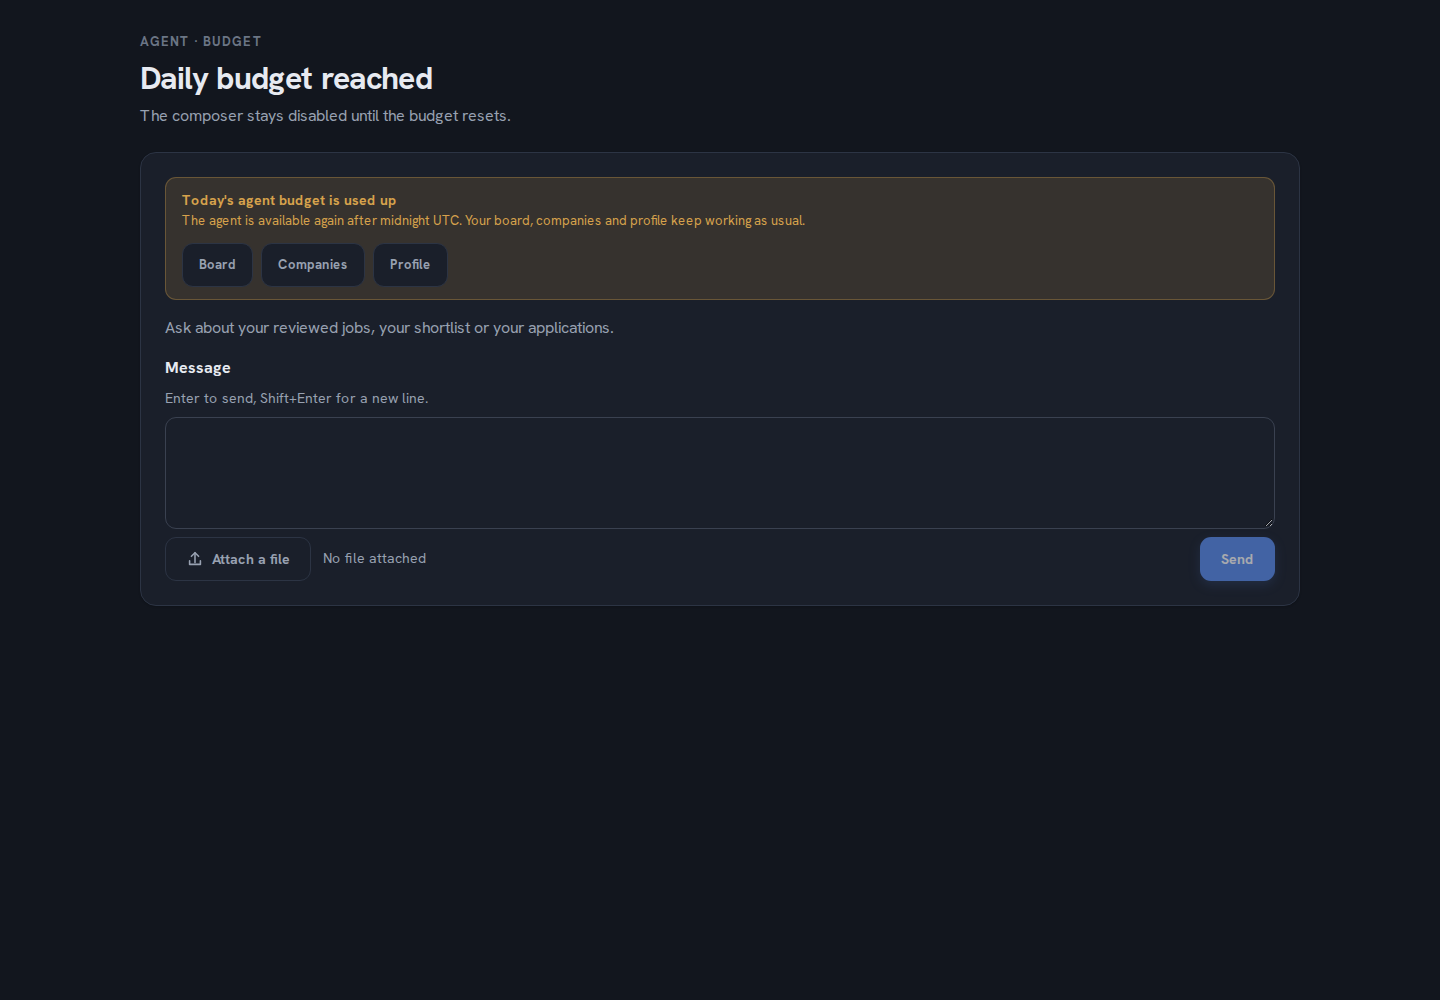 AGENT · BUDGET
Daily budget reached
The composer stays disabled until the budget resets.
Today's agent budget is used up
The agent is available again after midnight UTC. Your board, companies and profile keep working as usual.
Board Companies Profile
Ask about your reviewed jobs, your shortlist or your applications.
Message
Enter to send, Shift+Enter for a new line.
Attach a file No file attached Send